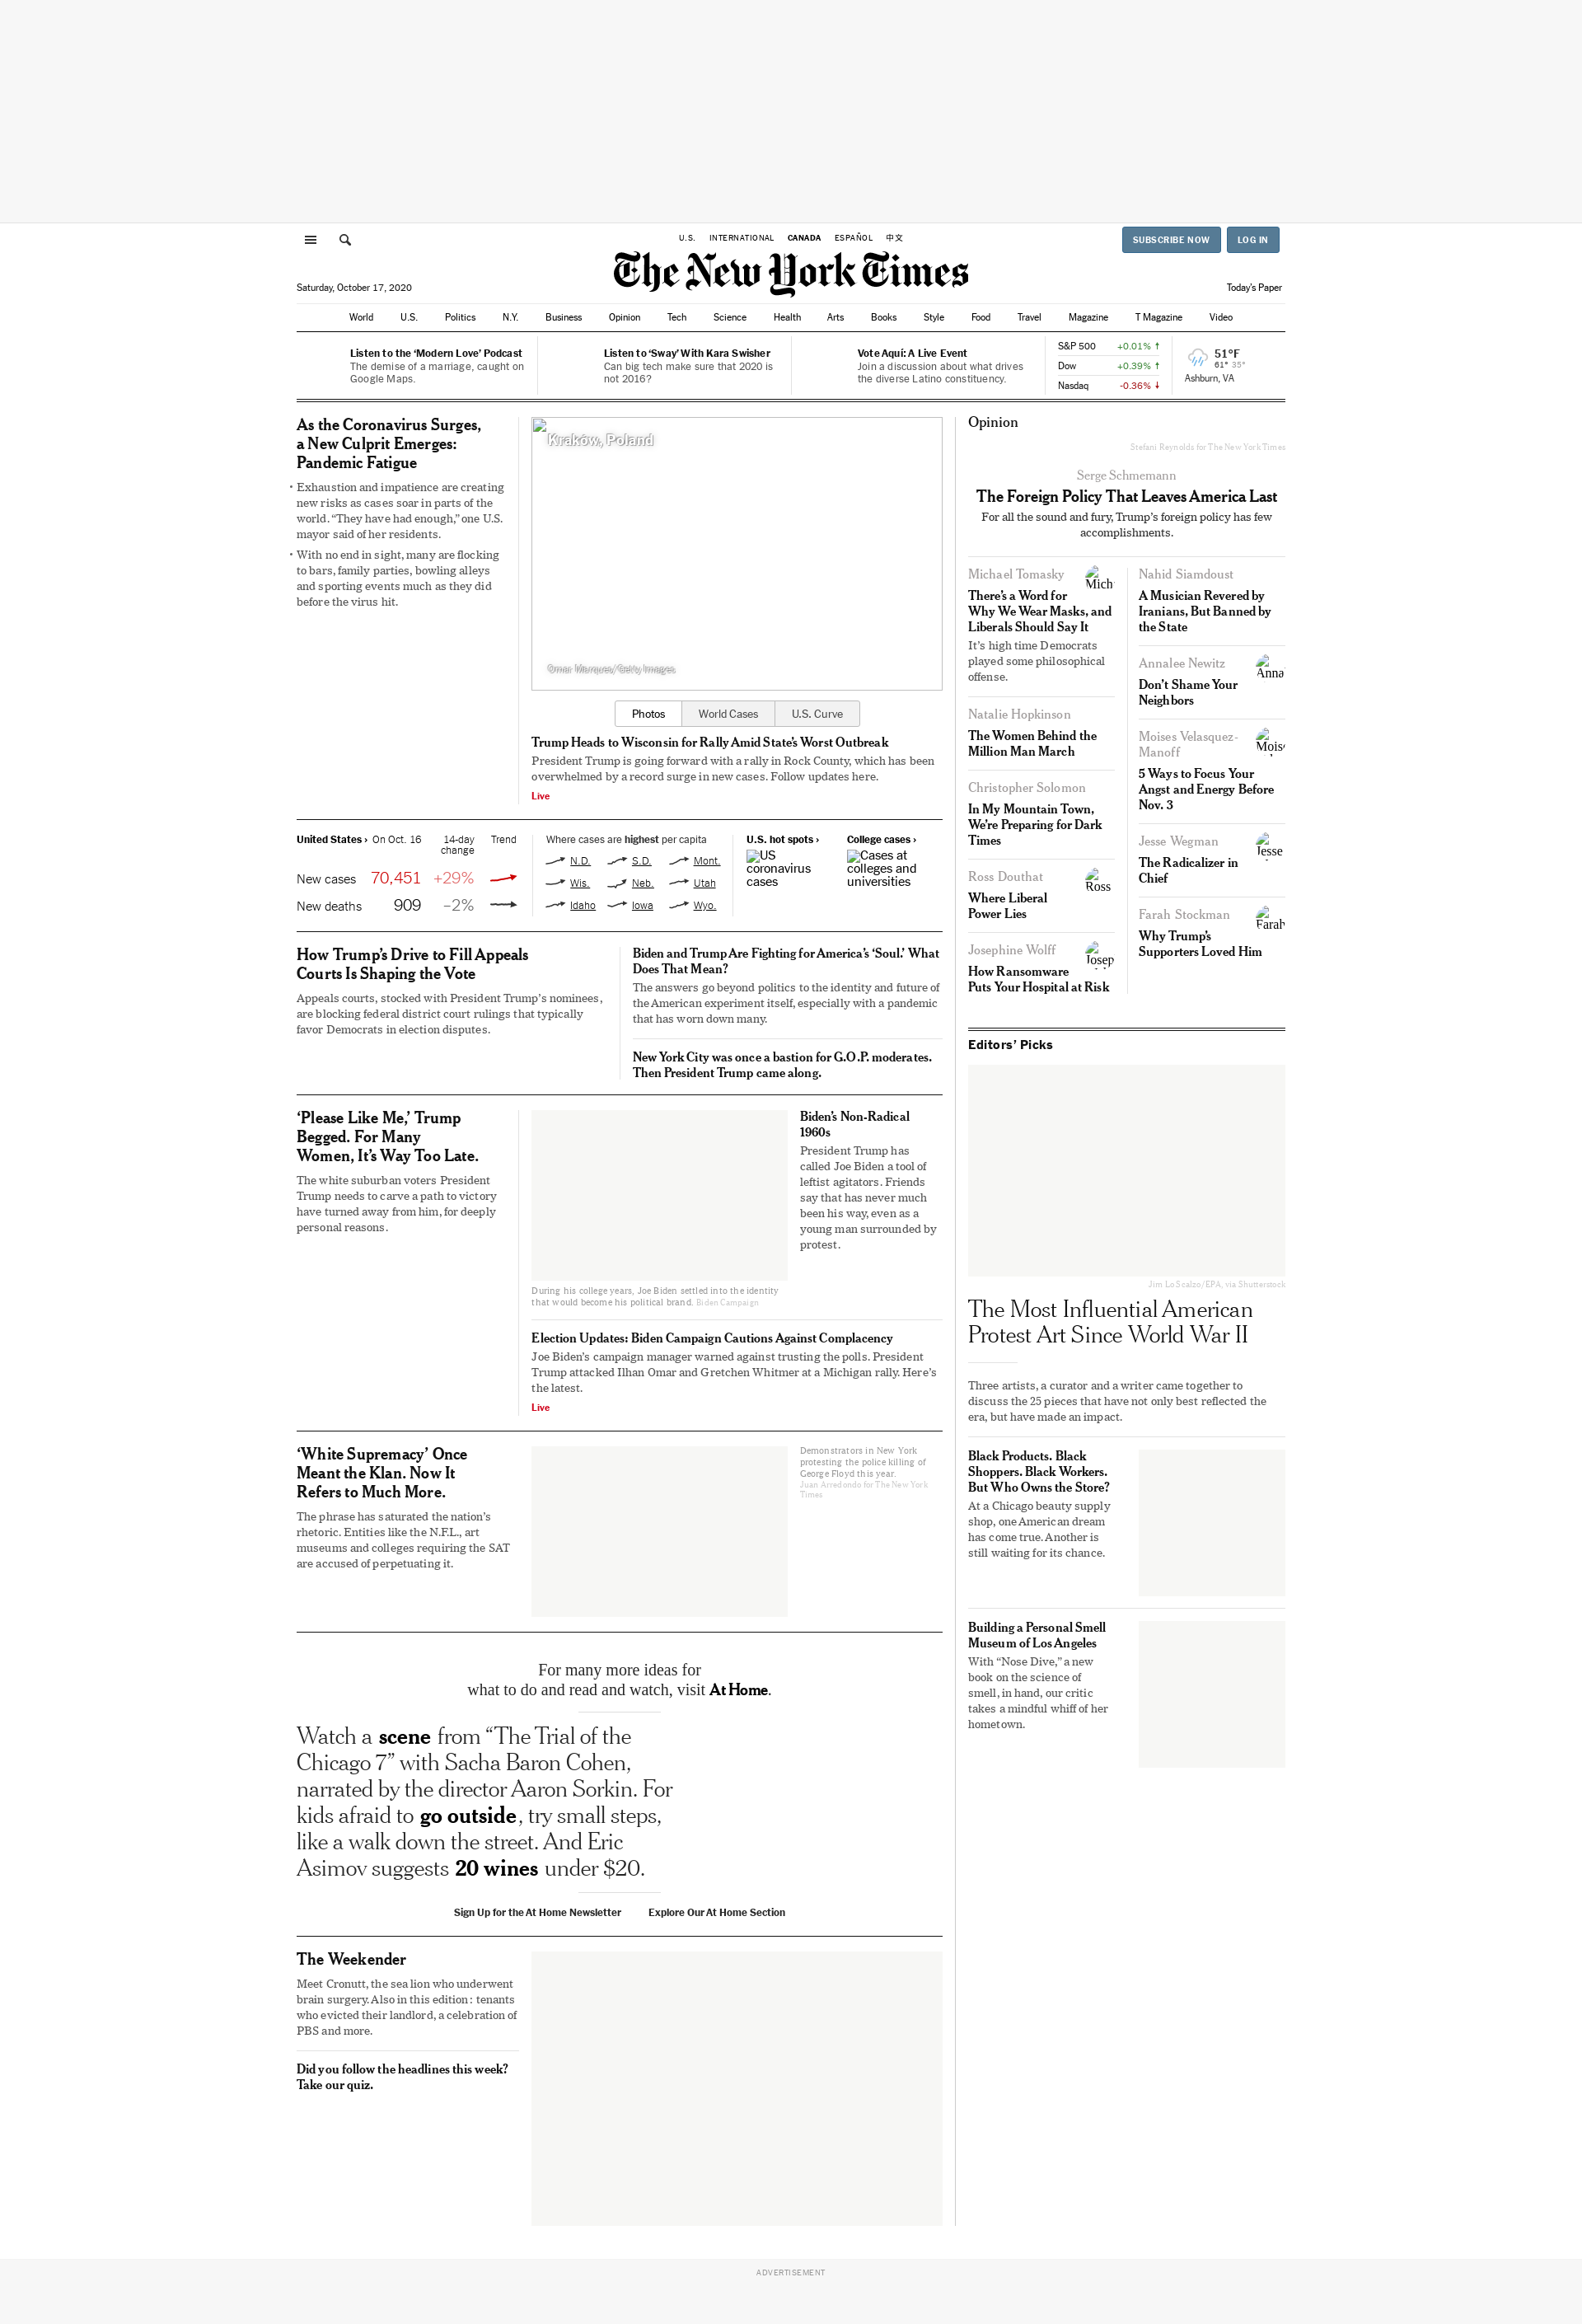 U.S. INTERNATIONAL CANADA ESPAÑOL 中文
SUBSCRIBE NOW LOG IN
The New York Times
Saturday, October 17, 2020
Today's Paper
World U.S. Politics N.Y. Business Opinion Tech Science Health Arts Books Style Food Travel Magazine T Magazine Video
Listen to the ‘Modern Love’ Podcast
The demise of a marriage, caught on
Google Maps.
Listen to ‘Sway’ With Kara Swisher
Can big tech make sure that 2020 is
not 2016?
Vote Aquí: A Live Event
Join a discussion about what drives
the diverse Latino constituency.
S&P 500 +0.01% ↑
Dow +0.39% ↑
Nasdaq -0.36% ↓
51°F
61° 35°
Ashburn, VA
As the Coronavirus Surges,
a New Culprit Emerges:
Pandemic Fatigue
• Exhaustion and impatience are creating
new risks as cases soar in parts of the
world. “They have had enough,” one U.S.
mayor said of her residents.
• With no end in sight, many are flocking
to bars, family parties, bowling alleys
and sporting events much as they did
before the virus hit.
Kraków, Poland
Omar Marques/Getty Images
Photos World Cases U.S. Curve
Trump Heads to Wisconsin for Rally Amid State’s Worst Outbreak
President Trump is going forward with a rally in Rock County, which has been
overwhelmed by a record surge in new cases. Follow updates here.
Live
United States › On Oct. 16 14-day
change Trend
New cases 70,451 +29%
New deaths 909 –2%
Where cases are highest per capita
N.D. S.D. Mont.
Wis. Neb. Utah
Idaho Iowa Wyo.
U.S. hot spots ›
US
coronavirus
cases
College cases ›
Cases at
colleges and
universities
How Trump’s Drive to Fill Appeals
Courts Is Shaping the Vote
Appeals courts, stocked with President Trump’s nominees,
are blocking federal district court rulings that typically
favor Democrats in election disputes.
Biden and Trump Are Fighting for America’s ‘Soul.’ What
Does That Mean?
The answers go beyond politics to the identity and future of
the American experiment itself, especially with a pandemic
that has worn down many.
New York City was once a bastion for G.O.P. moderates.
Then President Trump came along.
‘Please Like Me,’ Trump
Begged. For Many
Women, It’s Way Too Late.
The white suburban voters President
Trump needs to carve a path to victory
have turned away from him, for deeply
personal reasons.
During his college years, Joe Biden settled into the identity
that would become his political brand. Biden Campaign
Biden’s Non-Radical
1960s
President Trump has
called Joe Biden a tool of
leftist agitators. Friends
say that has never much
been his way, even as a
young man surrounded by
protest.
Election Updates: Biden Campaign Cautions Against Complacency
Joe Biden’s campaign manager warned against trusting the polls. President
Trump attacked Ilhan Omar and Gretchen Whitmer at a Michigan rally. Here’s
the latest.
Live
‘White Supremacy’ Once
Meant the Klan. Now It
Refers to Much More.
The phrase has saturated the nation’s
rhetoric. Entities like the N.F.L., art
museums and colleges requiring the SAT
are accused of perpetuating it.
Demonstrators in New York
protesting the police killing of
George Floyd this year.
Juan Arredondo for The New York
Times
For many more ideas for
what to do and read and watch, visit At Home.
Watch a scene from “The Trial of the
Chicago 7” with Sacha Baron Cohen,
narrated by the director Aaron Sorkin. For
kids afraid to go outside, try small steps,
like a walk down the street. And Eric
Asimov suggests 20 wines under $20.
Sign Up for the At Home Newsletter Explore Our At Home Section
The Weekender
Meet Cronutt, the sea lion who underwent
brain surgery. Also in this edition: tenants
who evicted their landlord, a celebration of
PBS and more.
Did you follow the headlines this week?
Take our quiz.
Opinion
Stefani Reynolds for The New York Times
Serge Schmemann
The Foreign Policy That Leaves America Last
For all the sound and fury, Trump’s foreign policy has few
accomplishments.
Michael Tomasky
Mich
There’s a Word for
Why We Wear Masks, and
Liberals Should Say It
It’s high time Democrats
played some philosophical
offense.
Natalie Hopkinson
The Women Behind the
Million Man March
Christopher Solomon
In My Mountain Town,
We’re Preparing for Dark
Times
Ross Douthat
Ross
Where Liberal
Power Lies
Josephine Wolff
Josep
How Ransomware
Puts Your Hospital at Risk
Nahid Siamdoust
A Musician Revered by
Iranians, But Banned by
the State
Annalee Newitz
Anna
Don’t Shame Your
Neighbors
Moises Velasquez-
Manoff
Mois
5 Ways to Focus Your
Angst and Energy Before
Nov. 3
Jesse Wegman
Jesse
The Radicalizer in
Chief
Farah Stockman
Farah
Why Trump’s
Supporters Loved Him
Editors’ Picks
Jim Lo Scalzo/EPA, via Shutterstock
The Most Influential American
Protest Art Since World War II
Three artists, a curator and a writer came together to
discuss the 25 pieces that have not only best reflected the
era, but have made an impact.
Black Products. Black
Shoppers. Black Workers.
But Who Owns the Store?
At a Chicago beauty supply
shop, one American dream
has come true. Another is
still waiting for its chance.
Building a Personal Smell
Museum of Los Angeles
With “Nose Dive,” a new
book on the science of
smell, in hand, our critic
takes a mindful whiff of her
hometown.
ADVERTISEMENT